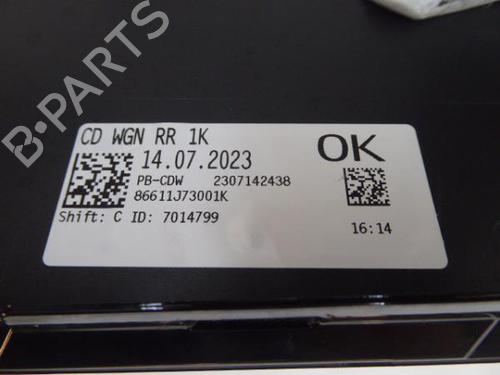 CD WGN RR 1K
14.07.2023
OK
PB-CDW 2307142438
86611J73001K
Shift: C ID: 7014799
16:14
B-PARTS